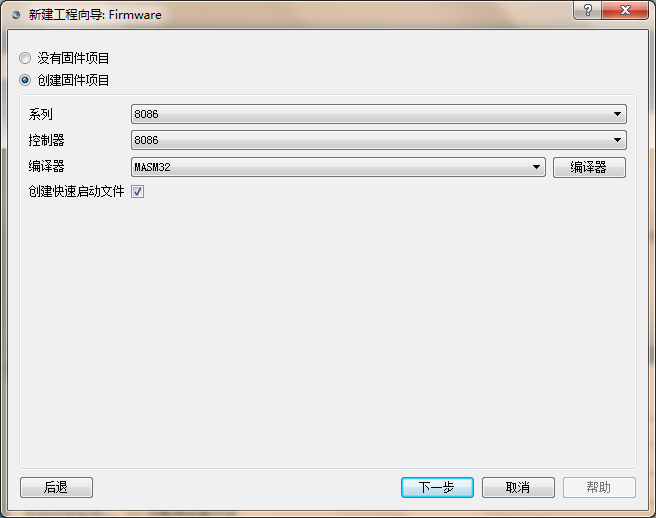 新建工程向导: Firmware
没有固件项目
创建固件项目
系列 8086
控制器 8086
编译器 MASM32 编译器
创建快速启动文件
后退 下一步 取消 帮助